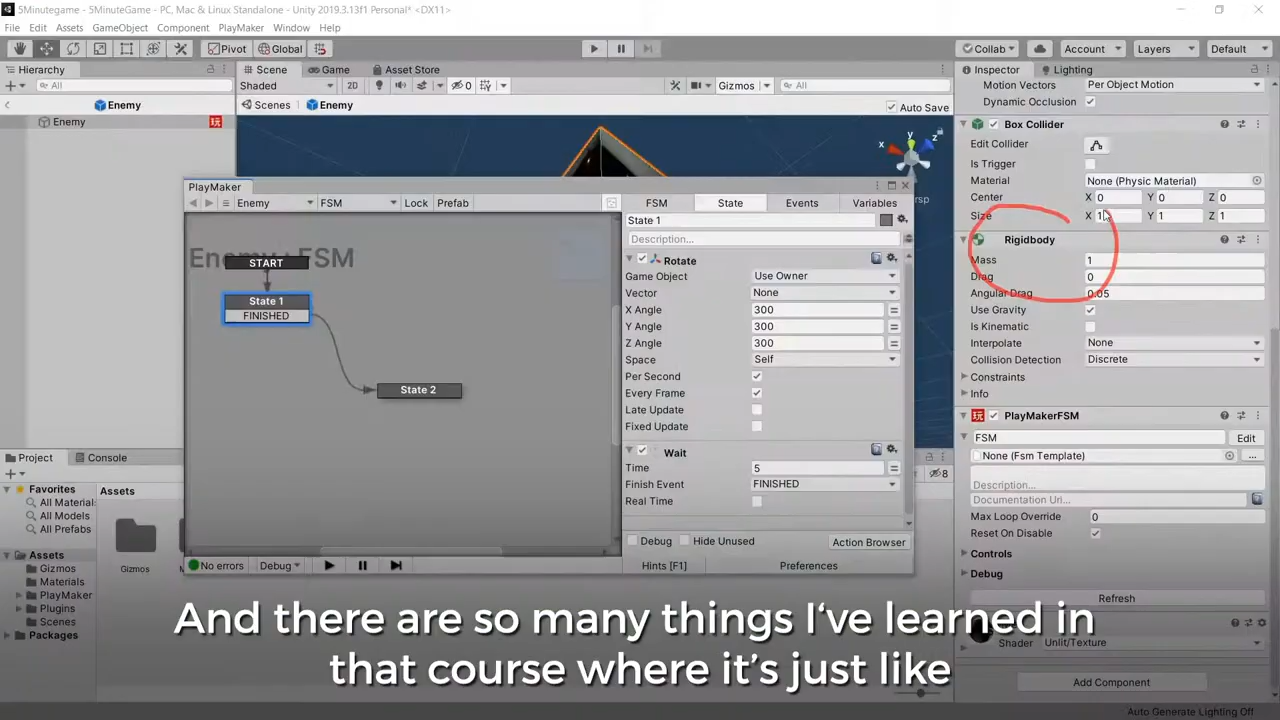 5Minutegame - 5MinuteGame - PC, Mac & Linux Standalone - Unity 2019.3.13f1 Personal* <DX11>
File Edit Assets GameObject Component PlayMaker Window Help
Pivot Global Collab Account Layers Default
Hierarchy Scene Game Asset Store Inspector Lighting
All Shaded 2D 0 Gizmos All Motion Vectors Per Object Motion
Enemy Scenes Enemy Auto Save Dynamic Occlusion
Enemy 玩
y
x
z
Box Collider
Edit Collider
Is Trigger
Material None (Physic Material)
Center X 0 Y 0 Z 0
Size X 1 Y 1 Z 1
Rigidbody
Mass 1
Drag 0
Angular Drag 0.05
Use Gravity
Is Kinematic
Interpolate None
Collision Detection Discrete
Constraints
Info
玩 PlayMakerFSM
FSM Edit
None (Fsm Template) ...
Description...
Documentation Url...
Max Loop Override 0
Reset On Disable
Controls
Debug
Refresh
Shader Unlit/Texture
Add Component
Auto Generate Lighting Off
PlayMaker
Enemy FSM Lock Prefab
FSM State Events Variables
Enemy : FSM
START
State 1
FINISHED
State 2
State 1
Description...
Rotate
Game Object Use Owner
Vector None
X Angle 300 =
Y Angle 300 =
Z Angle 300 =
Space Self
Per Second
Every Frame
Late Update
Fixed Update
Wait
Time 5 =
Finish Event FINISHED
Real Time
Debug Hide Unused Action Browser
No errors Debug Hints [F1] Preferences
Project Console
8
Favorites
All Material
All Models
All Prefabs
Assets
Gizmos
Materials
PlayMaker
Plugins
Scenes
Packages
Assets
Gizmos
And there are so many things I've learned in
that course where it's just like